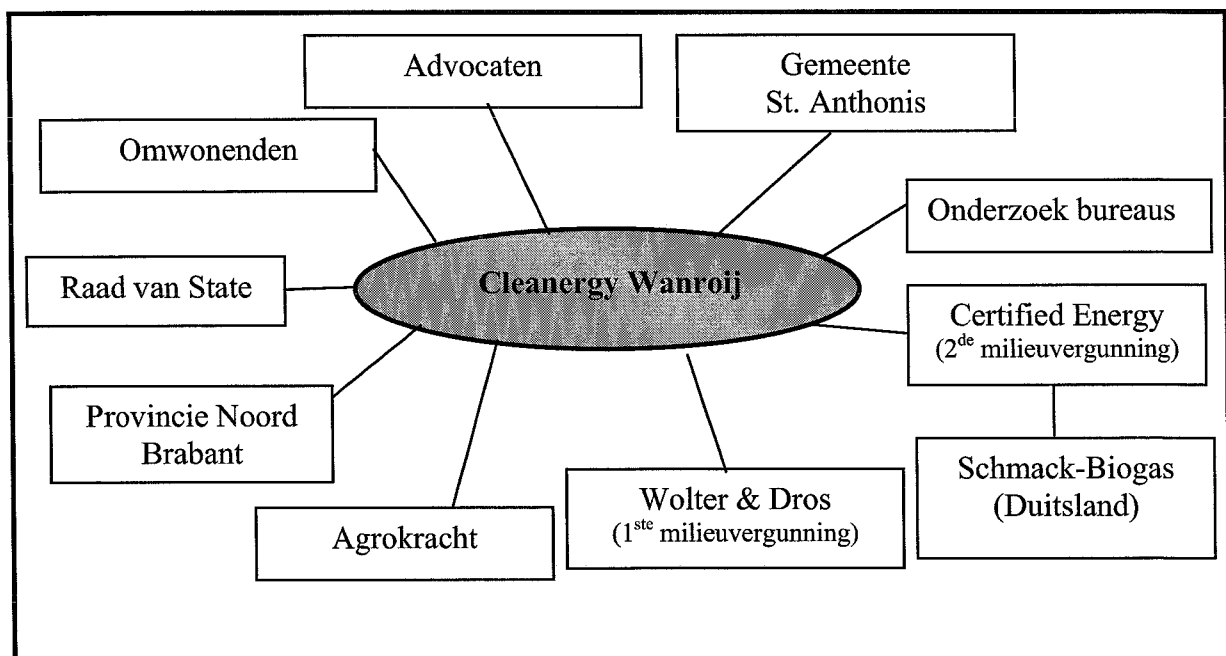 Advocaten
Gemeente
St. Anthonis
Omwonenden
Onderzoek bureaus
Raad van State
Cleanergy Wanroij
Certified Energy
(2de milieuvergunning)
Provincie Noord
Brabant
Schmack-Biogas
(Duitsland)
Wolter & Dros
(1ste milieuvergunning)
Agrokracht